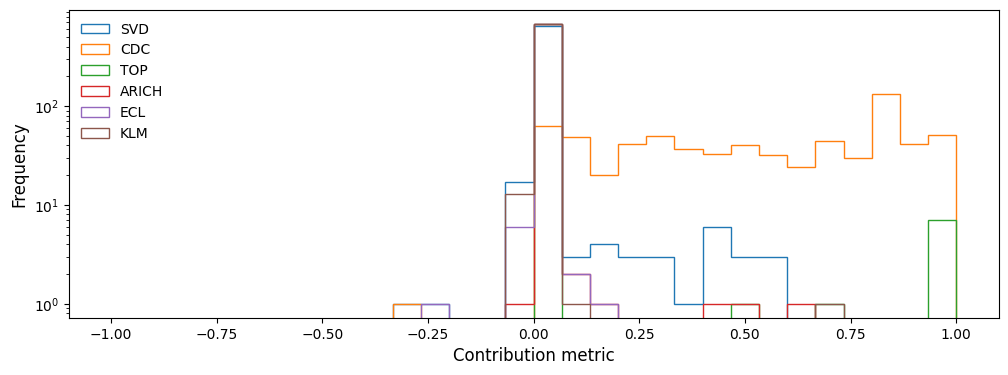 SVD
CDC
TOP
ARICH
ECL
KLM
Frequency
10²
10¹
10⁰
−1.00 −0.75 −0.50 −0.25 0.00 0.25 0.50 0.75 1.00
Contribution metric